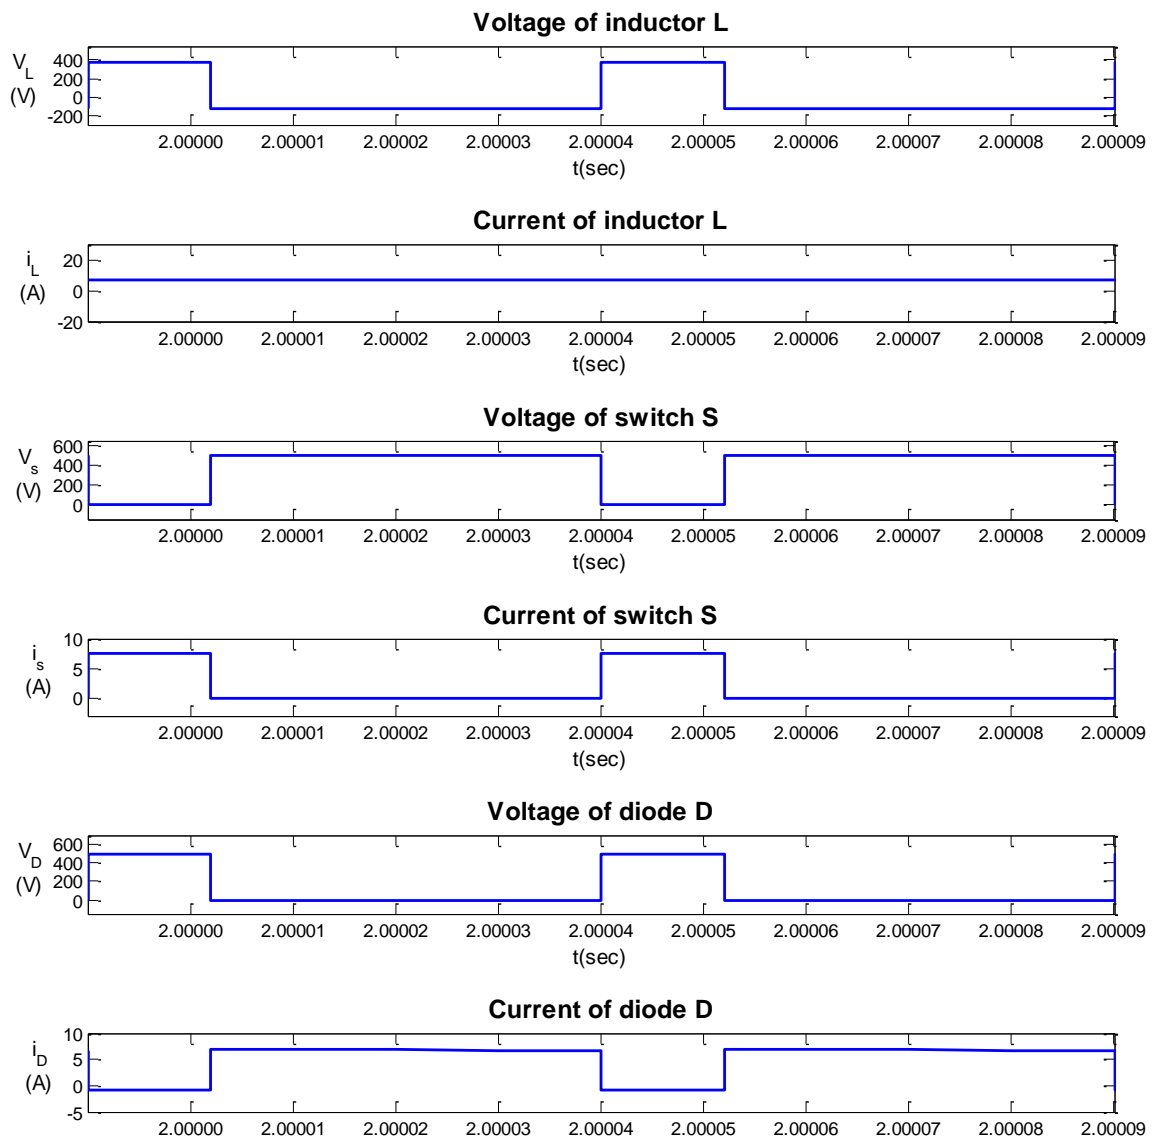 Voltage of inductor L
V_L
(V)
400
200
0
-200
2.00000 2.00001 2.00002 2.00003 2.00004 2.00005 2.00006 2.00007 2.00008 2.00009
t(sec)
Current of inductor L
i_L
(A)
20
0
-20
2.00000 2.00001 2.00002 2.00003 2.00004 2.00005 2.00006 2.00007 2.00008 2.00009
t(sec)
Voltage of switch S
V_s
(V)
600
400
200
0
2.00000 2.00001 2.00002 2.00003 2.00004 2.00005 2.00006 2.00007 2.00008 2.00009
t(sec)
Current of switch S
i_s
(A)
10
5
0
2.00000 2.00001 2.00002 2.00003 2.00004 2.00005 2.00006 2.00007 2.00008 2.00009
t(sec)
Voltage of diode D
V_D
(V)
600
400
200
0
2.00000 2.00001 2.00002 2.00003 2.00004 2.00005 2.00006 2.00007 2.00008 2.00009
t(sec)
Current of diode D
i_D
(A)
10
5
0
-5
2.00000 2.00001 2.00002 2.00003 2.00004 2.00005 2.00006 2.00007 2.00008 2.00009